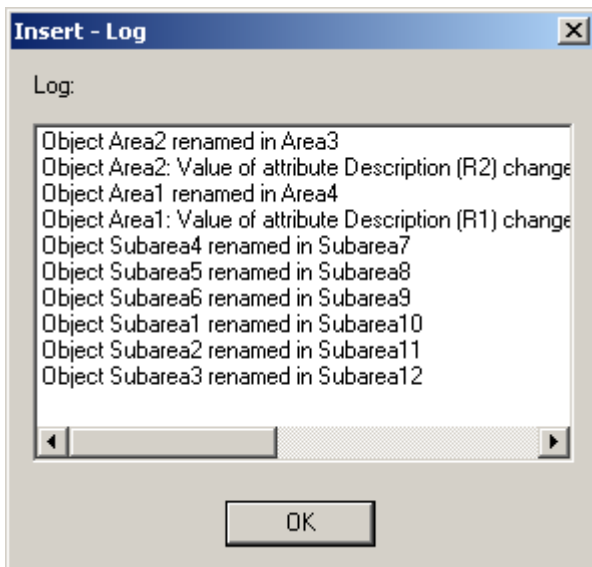 Insert - Log
Log:
Object Area2 renamed in Area3
Object Area2: Value of attribute Description (R2) change
Object Area1 renamed in Area4
Object Area1: Value of attribute Description (R1) change
Object Subarea4 renamed in Subarea7
Object Subarea5 renamed in Subarea8
Object Subarea6 renamed in Subarea9
Object Subarea1 renamed in Subarea10
Object Subarea2 renamed in Subarea11
Object Subarea3 renamed in Subarea12
OK